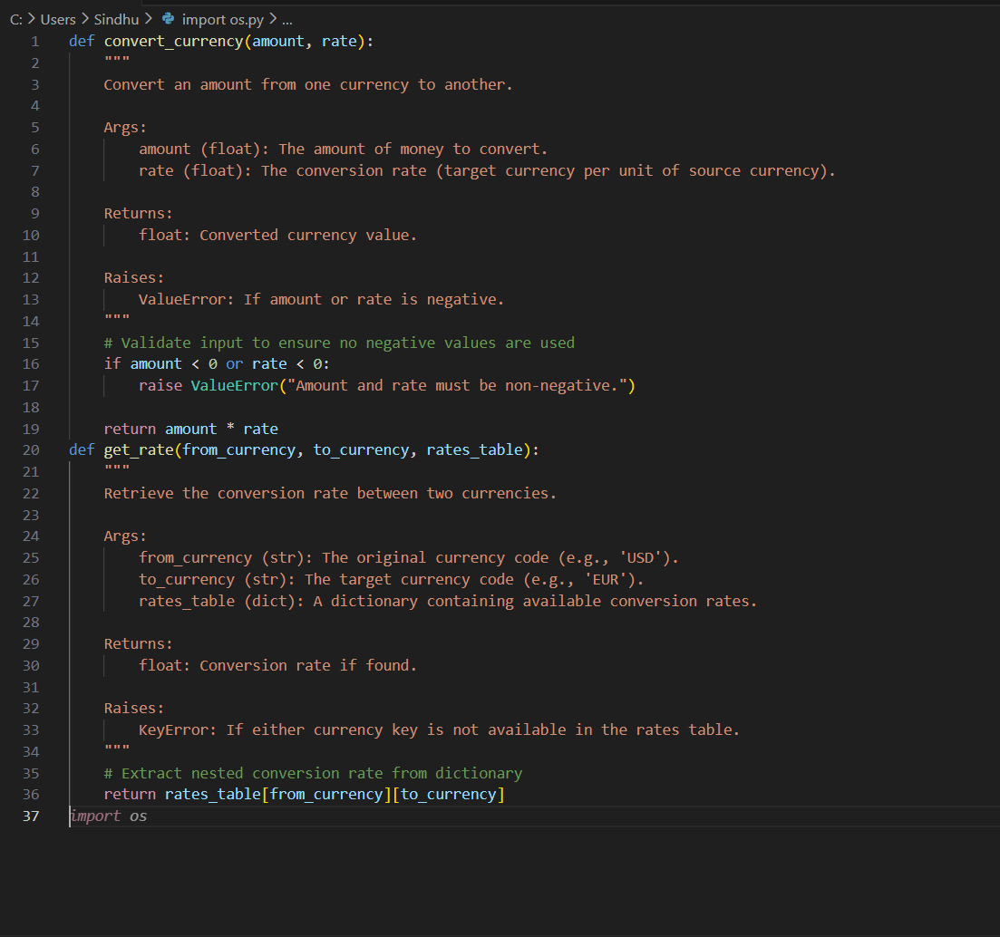 C: > Users > Sindhu > import os.py > ...
1 def convert_currency(amount, rate):
2     """
3     Convert an amount from one currency to another.
4
5     Args:
6         amount (float): The amount of money to convert.
7         rate (float): The conversion rate (target currency per unit of source currency).
8
9     Returns:
10         float: Converted currency value.
11
12     Raises:
13         ValueError: If amount or rate is negative.
14     """
15     # Validate input to ensure no negative values are used
16     if amount < 0 or rate < 0:
17         raise ValueError("Amount and rate must be non-negative.")
18
19     return amount * rate
20 def get_rate(from_currency, to_currency, rates_table):
21     """
22     Retrieve the conversion rate between two currencies.
23
24     Args:
25         from_currency (str): The original currency code (e.g., 'USD').
26         to_currency (str): The target currency code (e.g., 'EUR').
27         rates_table (dict): A dictionary containing available conversion rates.
28
29     Returns:
30         float: Conversion rate if found.
31
32     Raises:
33         KeyError: If either currency key is not available in the rates table.
34     """
35     # Extract nested conversion rate from dictionary
36     return rates_table[from_currency][to_currency]
37 import os